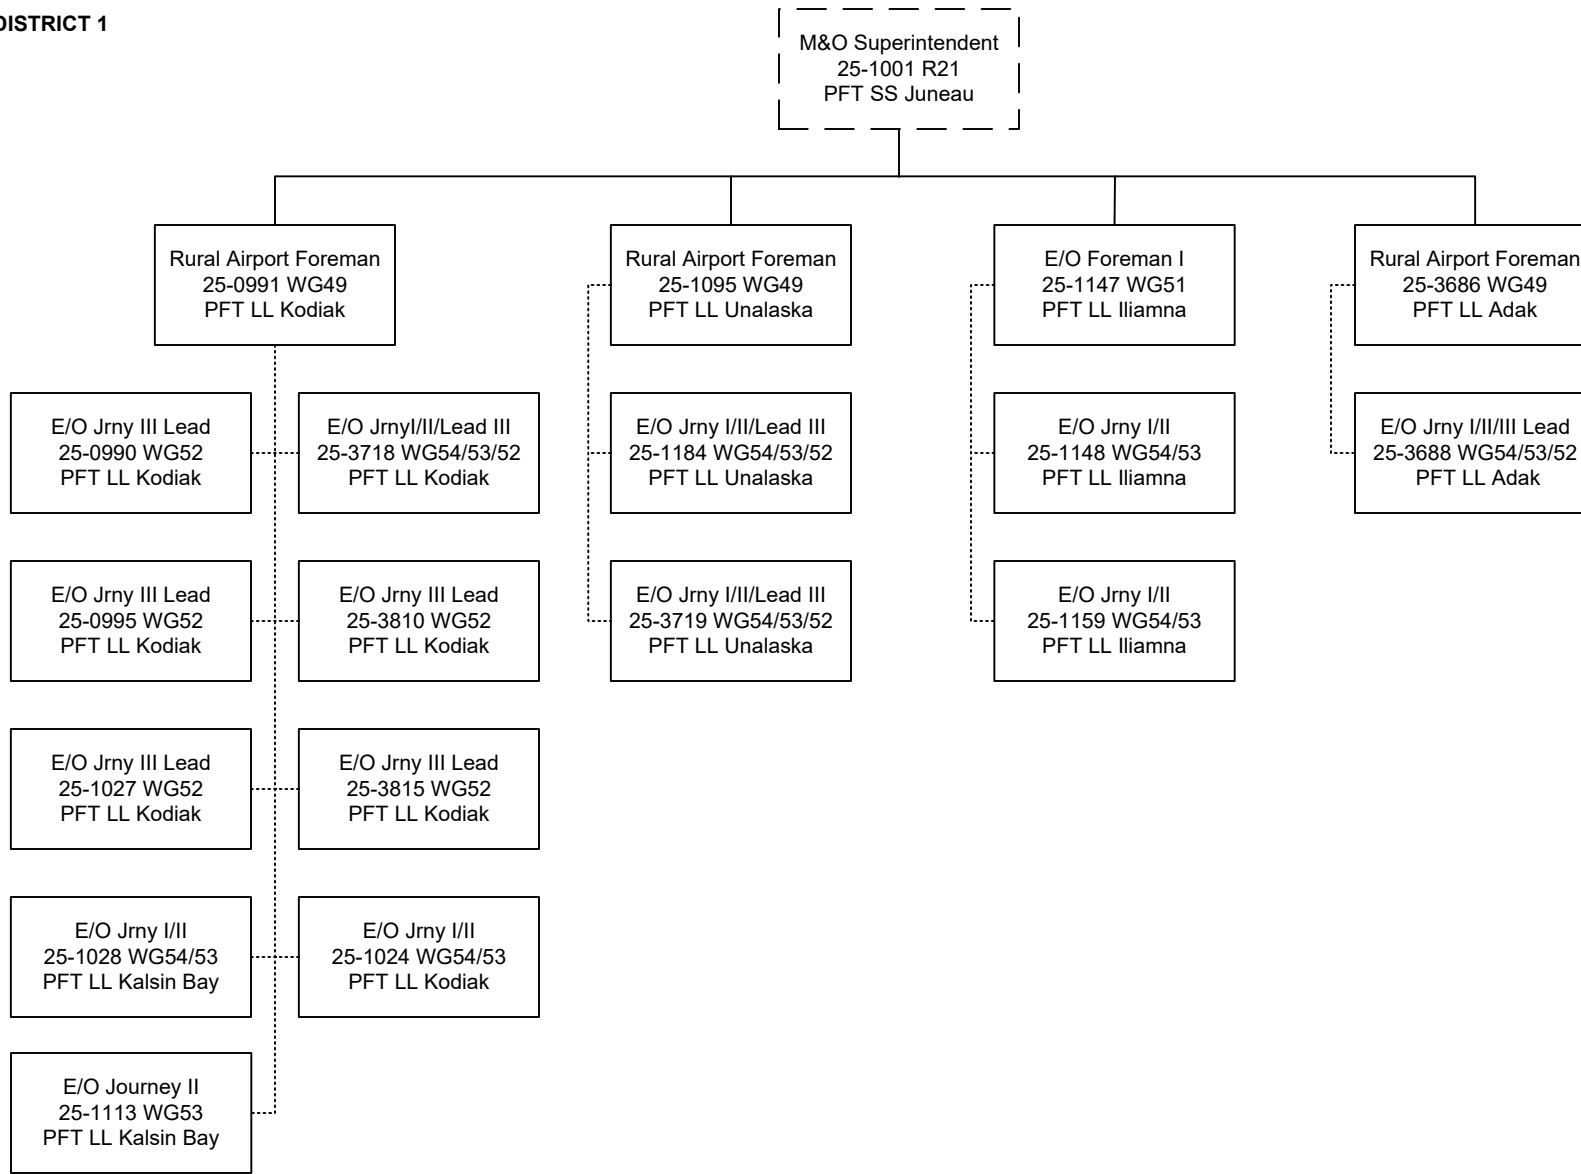 DISTRICT 1
M&O Superintendent
25-1001 R21
PFT SS Juneau
Rural Airport Foreman
25-0991 WG49
PFT LL Kodiak
Rural Airport Foreman
25-1095 WG49
PFT LL Unalaska
E/O Foreman I
25-1147 WG51
PFT LL Iliamna
Rural Airport Foreman
25-3686 WG49
PFT LL Adak
E/O Jrny III Lead
25-0990 WG52
PFT LL Kodiak
E/O JrnyI/II/Lead III
25-3718 WG54/53/52
PFT LL Kodiak
E/O Jrny I/II/Lead III
25-1184 WG54/53/52
PFT LL Unalaska
E/O Jrny I/II
25-1148 WG54/53
PFT LL Iliamna
E/O Jrny I/II/III Lead
25-3688 WG54/53/52
PFT LL Adak
E/O Jrny III Lead
25-0995 WG52
PFT LL Kodiak
E/O Jrny III Lead
25-3810 WG52
PFT LL Kodiak
E/O Jrny I/II/Lead III
25-3719 WG54/53/52
PFT LL Unalaska
E/O Jrny I/II
25-1159 WG54/53
PFT LL Iliamna
E/O Jrny III Lead
25-1027 WG52
PFT LL Kodiak
E/O Jrny III Lead
25-3815 WG52
PFT LL Kodiak
E/O Jrny I/II
25-1028 WG54/53
PFT LL Kalsin Bay
E/O Jrny I/II
25-1024 WG54/53
PFT LL Kodiak
E/O Journey II
25-1113 WG53
PFT LL Kalsin Bay